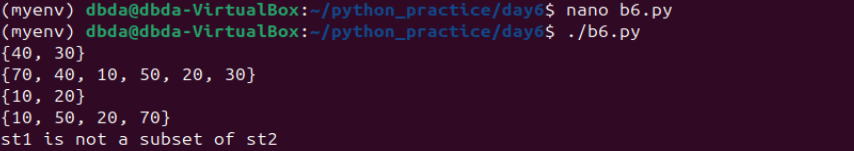 (myenv) dbda@dbda-VirtualBox:~/python_practice/day6$ nano b6.py
(myenv) dbda@dbda-VirtualBox:~/python_practice/day6$ ./b6.py
{40, 30}
{70, 40, 10, 50, 20, 30}
{10, 20}
{10, 50, 20, 70}
st1 is not a subset of st2